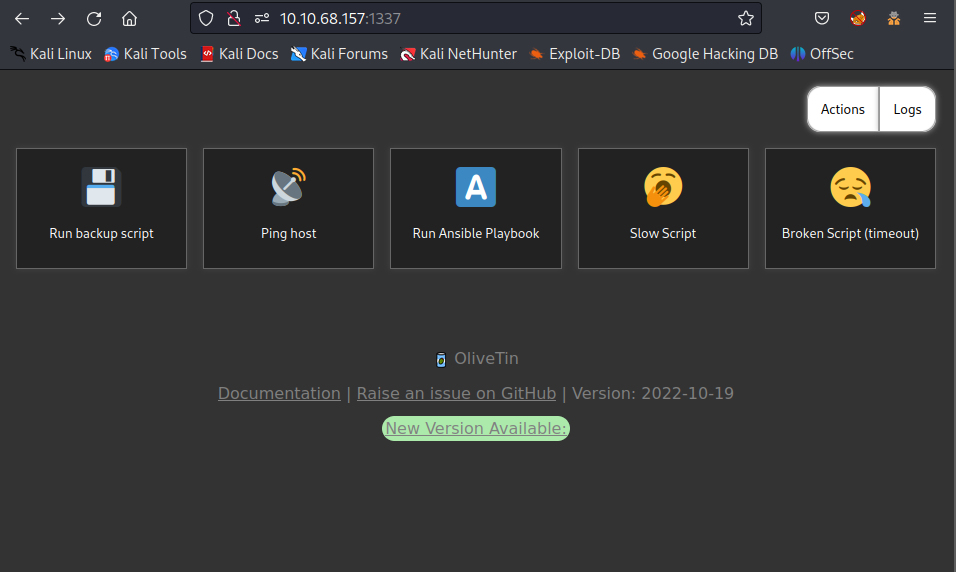 10.10.68.157:1337
Kali Linux Kali Tools Kali Docs Kali Forums Kali NetHunter Exploit-DB Google Hacking DB OffSec
Actions Logs
Run backup script Ping host Run Ansible Playbook Slow Script Broken Script (timeout)
OliveTin
Documentation | Raise an issue on GitHub | Version: 2022-10-19
New Version Available: